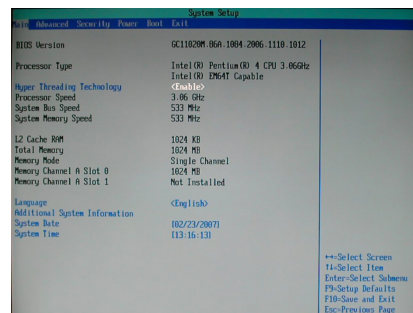 System Setup
Main Advanced Security Power Boot Exit
BIOS Version GC11020M.86A.1004.2006.1110.1012
Processor Type Intel(R) Pentium(R) 4 CPU 3.06GHz
Intel(R) EM64T Capable
Hyper Threading Technology <Enable>
Processor Speed 3.06 GHz
System Bus Speed 533 MHz
System Memory Speed 533 MHz
L2 Cache RAM 1024 KB
Total Memory 1024 MB
Memory Mode Single Channel
Memory Channel A Slot 0 1024 MB
Memory Channel A Slot 1 Not Installed
Language <English>
Additional System Information
System Date [02/23/2007]
System Time [13:16:13]
↔=Select Screen
↑↓=Select Item
Enter=Select Submenu
F9=Setup Defaults
F10=Save and Exit
Esc=Previous Page